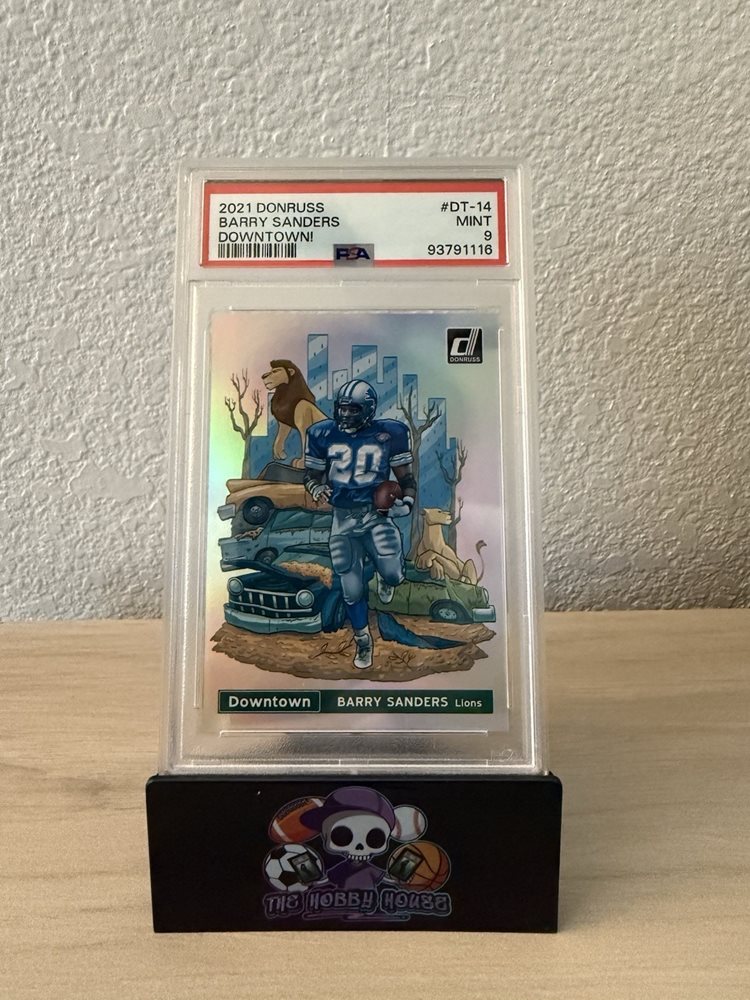 2021 DONRUSS #DT-14
BARRY SANDERS MINT
DOWNTOWN! 9
PSA 93791116
d
DONRUSS
20
Downtown BARRY SANDERS Lions
THE HOBBY HOUSE